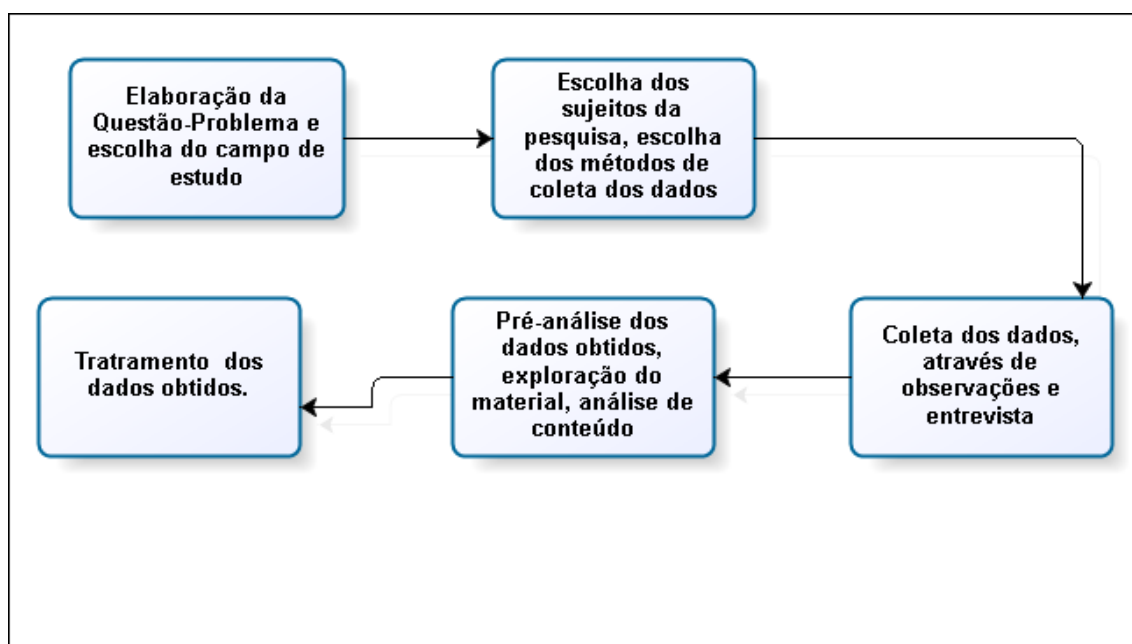 Elaboração da
Questão-Problema e
escolha do campo de
estudo
Escolha dos
sujeitos da
pesquisa, escolha
dos métodos de
coleta dos dados
Coleta dos dados,
através de
observações e
entrevista
Pré-análise dos
dados obtidos,
exploração do
material, análise de
conteúdo
Tratramento dos
dados obtidos.